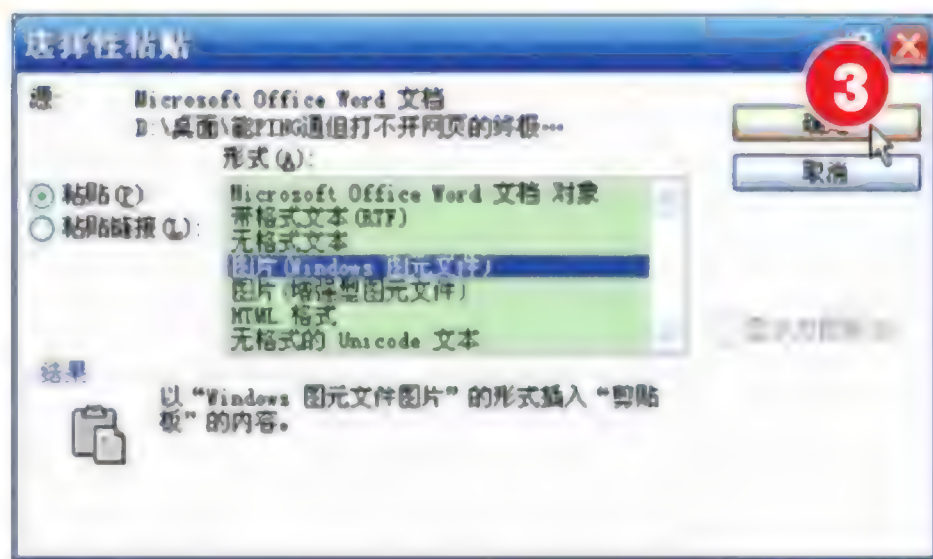 选择性粘贴
3
源: Microsoft Office Word 文档
D:\桌面\能PING通但打不开网页的终极…
形式(A):
确定
取消
粘贴(P)
粘贴链接(L):
Microsoft Office Word 文档 对象
带格式文本(RTF)
无格式文本
图片(Windows 图元文件)
图片(增强型图元文件)
HTML 格式
无格式的 Unicode 文本
结果
以“Windows 图元文件图片”的形式插入“剪贴
板”的内容。